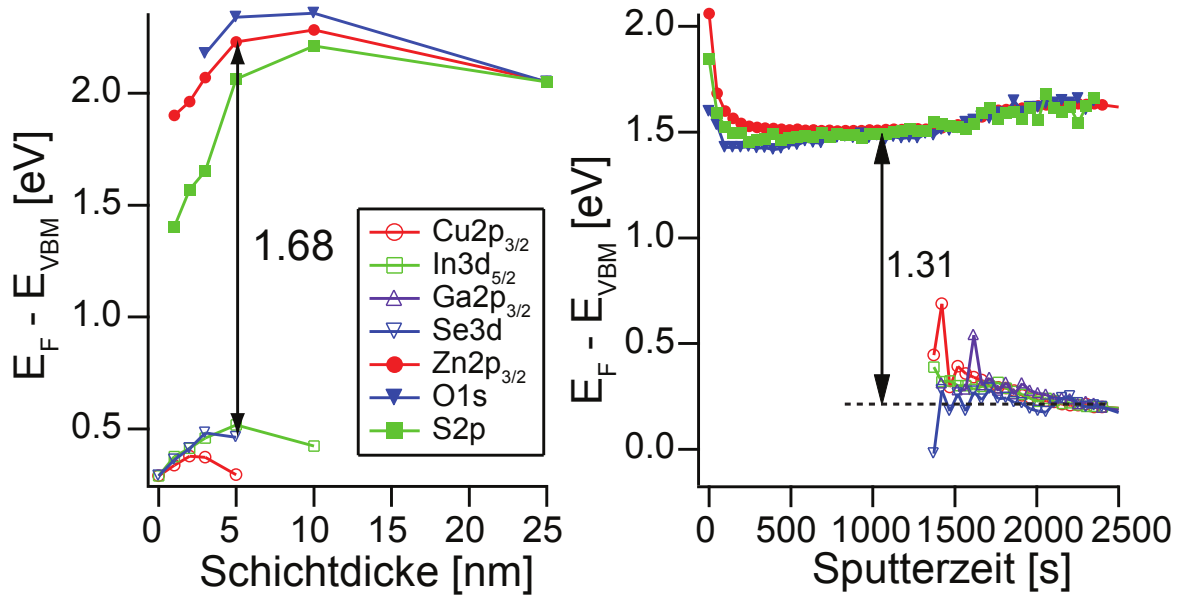 E_F - E_VBM [eV]
2.0
1.5
1.0
0.5
1.68
Cu2p3/2
In3d5/2
Ga2p3/2
Se3d
Zn2p3/2
O1s
S2p
0 5 10 15 20 25
Schichtdicke [nm]
E_F - E_VBM [eV]
2.0
1.5
1.0
0.5
0.0
1.31
0 500 1000 1500 2000 2500
Sputterzeit [s]